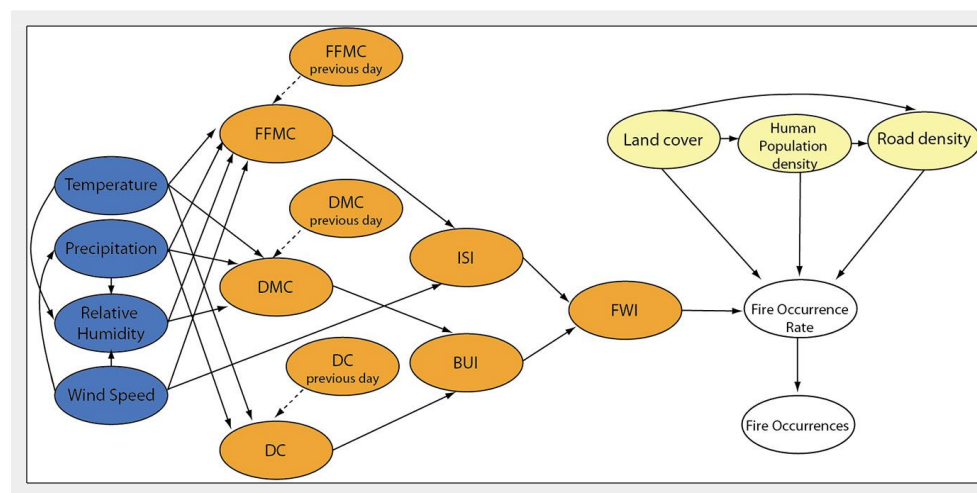 FFMC
previous day
FFMC
Land cover
Human
Population
density
Road density
Temperature
DMC
previous day
Precipitation
ISI
DMC
Relative
Humidity
FWI
Fire Occurrence
Rate
DC
previous day
BUI
Wind Speed
Fire Occurrences
DC